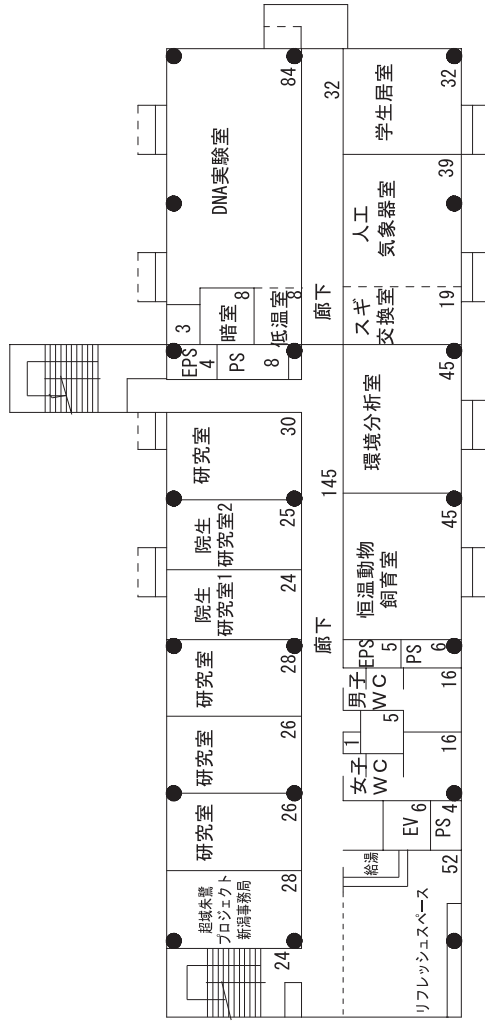 超域朱鷺
プロジェクト
新潟事務局
28
24
研究室
26
研究室
26
研究室
28
院生
研究室1
24
院生
研究室2
25
研究室
30
EPS
4
PS
8
3
暗室
8
低温室
8
DNA実験室
84
廊下
145
廊下
32
リフレッシュスペース
52
給湯
EV
6
PS
4
女子
WC
16
1
5
男子
WC
16
EPS
5
PS
6
恒温動物
飼育室
45
環境分析室
45
スギ
交換室
19
人工
気象器室
39
学生居室
32